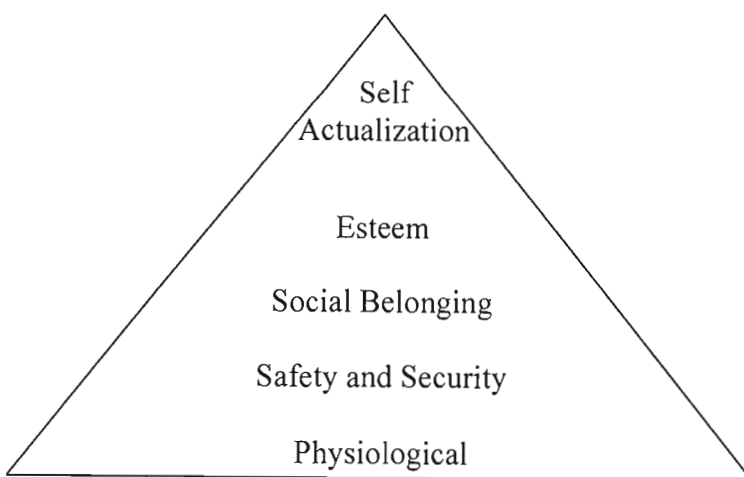 Self
Actualization
Esteem
Social Belonging
Safety and Security
Physiological